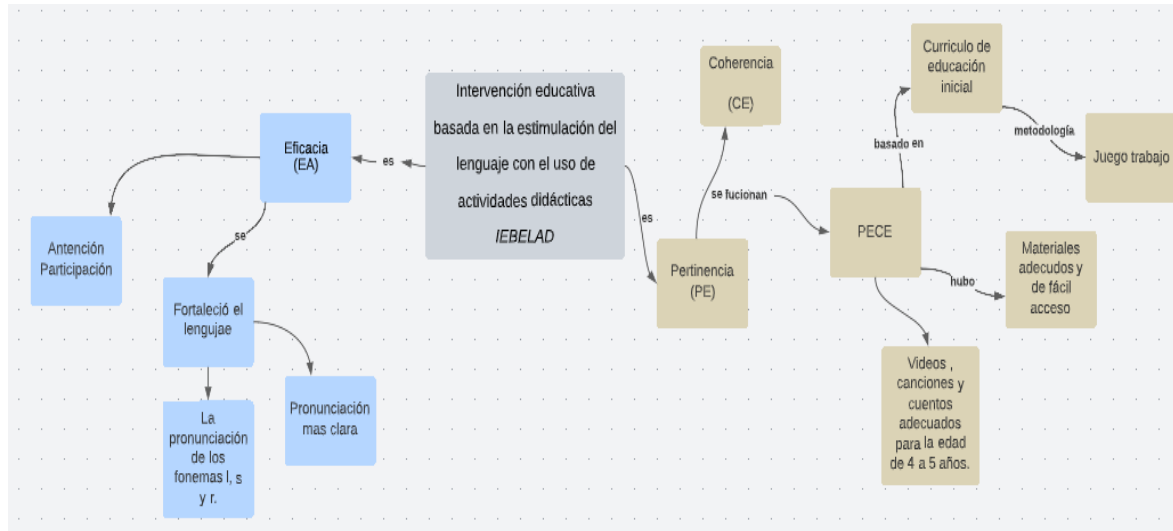 Intervención educativa
basada en la estimulación del
lenguaje con el uso de
actividades didácticas
IEBELAD
es
Eficacia
(EA)
Antención
Participación
se
Fortaleció el
lengujae
La
pronunciación
de los
fonemas l, s
y r.
Pronunciación
mas clara
es
Pertinencia
(PE)
Coherencia
(CE)
se fucionan
PECE
basado en
Curriculo de
educación
inicial
metodología
Juego trabajo
hubo
Materiales
adecudos y
de fácil
acceso
Videos ,
canciones y
cuentos
adecuados
para la edad
de 4 a 5 años.